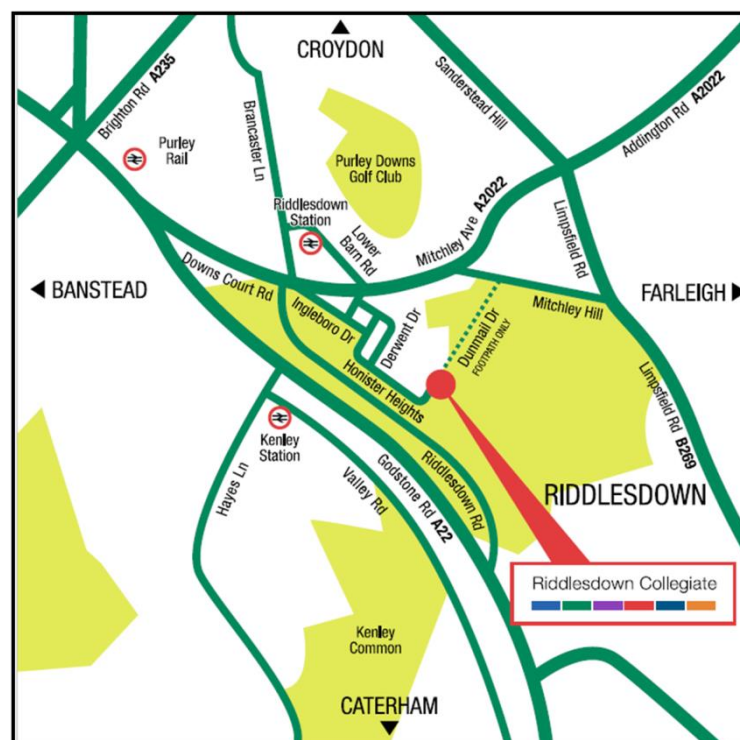 CROYDON
Brighton Rd A235
Purley
Rail
Brancaster Ln
Sanderstead Hill
Addington Rd A2022
Purley Downs
Golf Club
Riddlesdown
Station
Lower
Barn Rd
Mitchley Ave A2022
Limpsfield Rd
BANSTEAD
Downs Court Rd
Ingleboro Dr
Derwent Dr
Dunmail Dr
FOOTPATH ONLY
Mitchley Hill
FARLEIGH
Honister Heights
Limpsfield Rd B269
Kenley
Station
Hayes Ln
Valley Rd
Godstone Rd A22
Riddlesdown Rd
RIDDLESDOWN
Riddlesdown Collegiate
Kenley
Common
CATERHAM